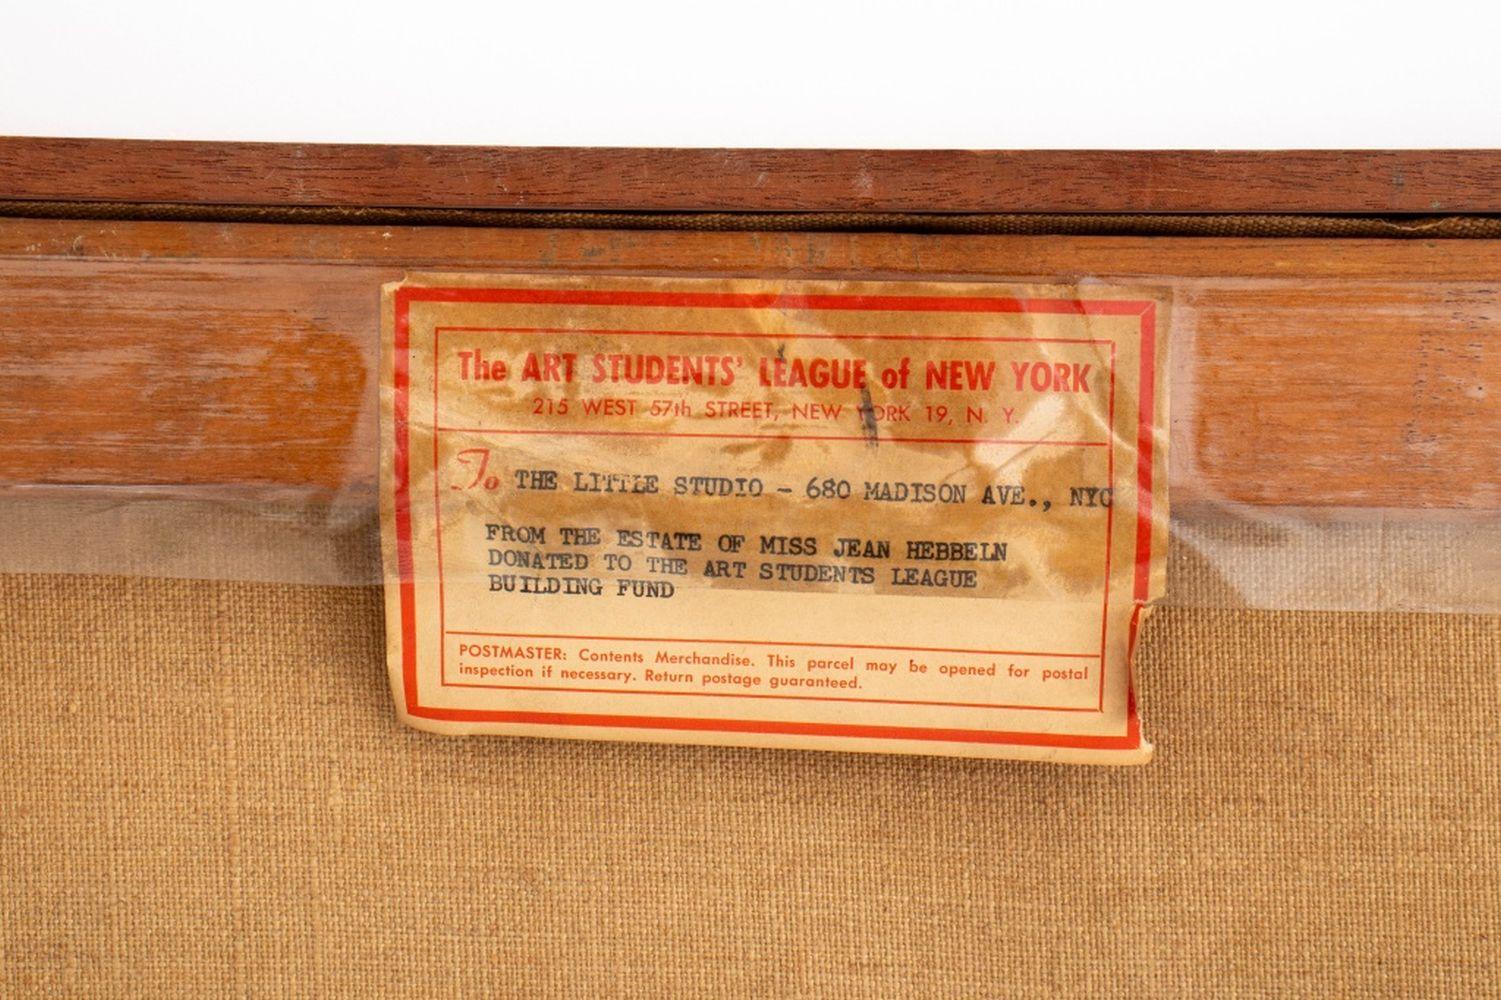 The ART STUDENTS' LEAGUE of NEW YORK
215 WEST 57th STREET, NEW YORK 19, N. Y.
To THE LITTLE STUDIO - 680 MADISON AVE., NYC
FROM THE ESTATE OF MISS JEAN HEBBELN
DONATED TO THE ART STUDENTS LEAGUE
BUILDING FUND
POSTMASTER: Contents Merchandise. This parcel may be opened for postal
inspection if necessary. Return postage guaranteed.